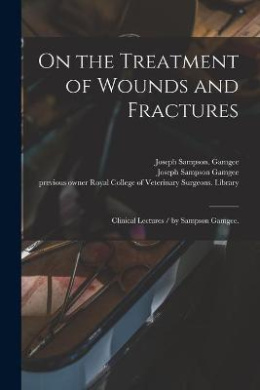 On the Treatment
of Wounds and
Fractures
Joseph Sampson. Gamgee
Joseph Sampson Gamgee
previous owner Royal College of Veterinary Surgeons. Library
Clinical Lectures / by Sampson Gamgee.